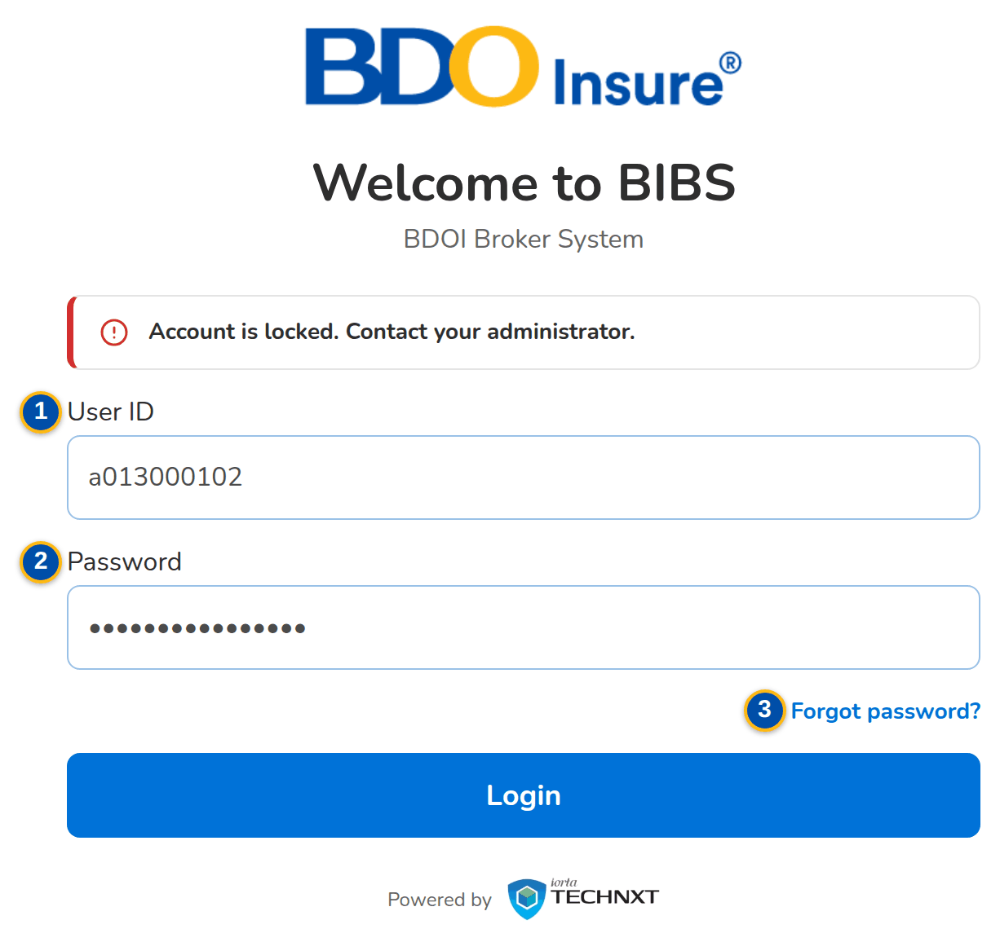 BDO Insure®
Welcome to BIBS
BDOI Broker System
Account is locked. Contact your administrator.
1 User ID
a013000102
2 Password
••••••••••••••••
3 Forgot password?
Login
Powered by iorta TECHNXT